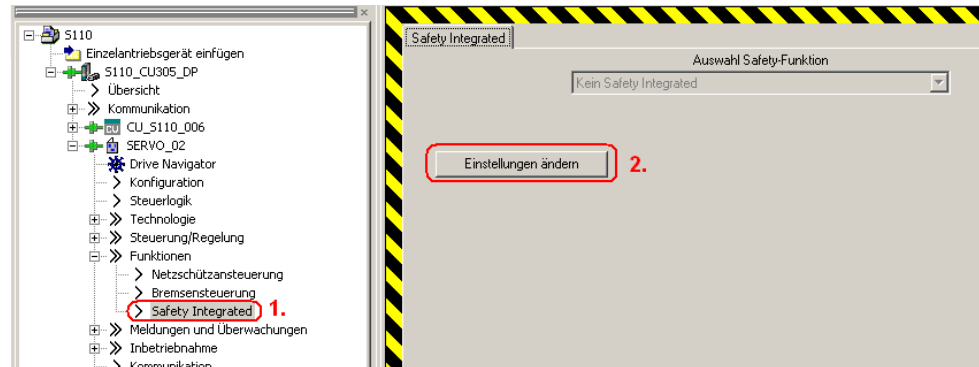 S110
Einzelantriebsgerät einfügen
S110_CU305_DP
Übersicht
Kommunikation
CU_S110_006
SERVO_02
Drive Navigator
Konfiguration
Steuerlogik
Technologie
Steuerung/Regelung
Funktionen
Netzschützansteuerung
Bremsensteuerung
Safety Integrated 1.
Meldungen und Überwachungen
Inbetriebnahme
Kommunikation
Safety Integrated
Auswahl Safety-Funktion
Kein Safety Integrated
Einstellungen ändern 2.